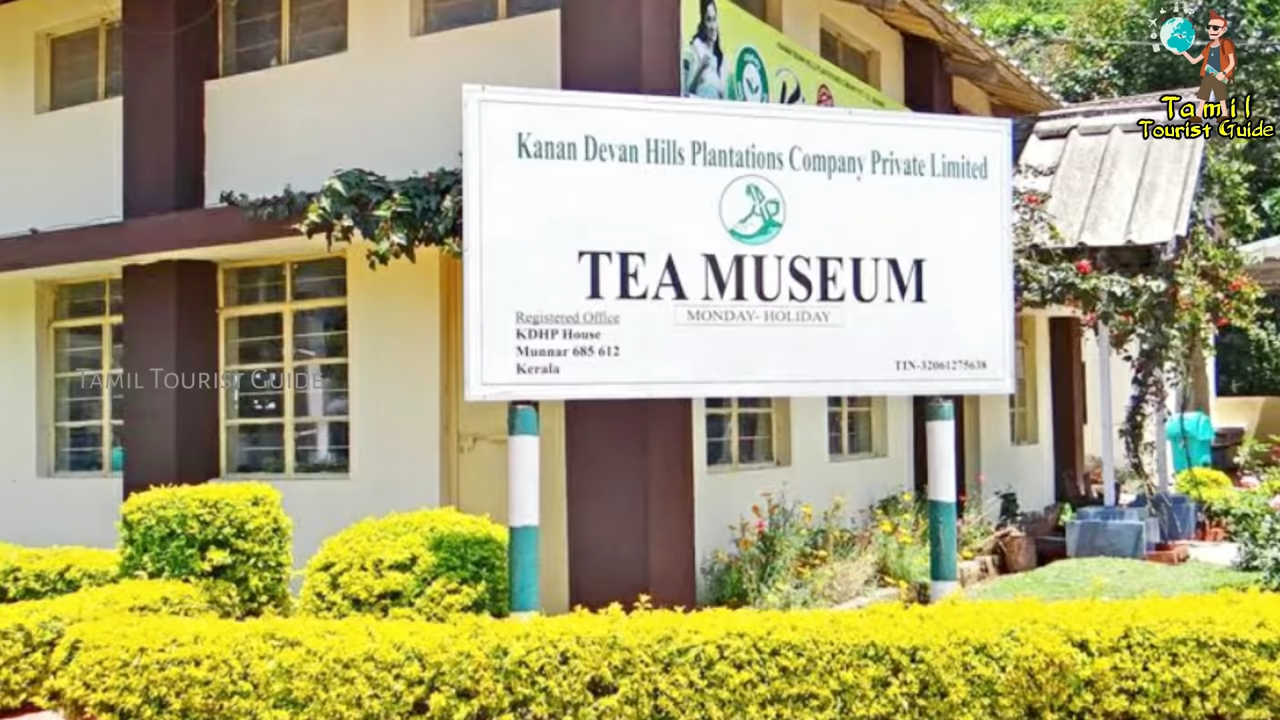 Tamil
Tourist Guide
Kanan Devan Hills Plantations Company Private Limited
TEA MUSEUM
MONDAY- HOLIDAY
Registered Office
KDHP House
Munnar 685 612
Kerala
TIN-32061275638
TAMIL TOURIST GUIDE